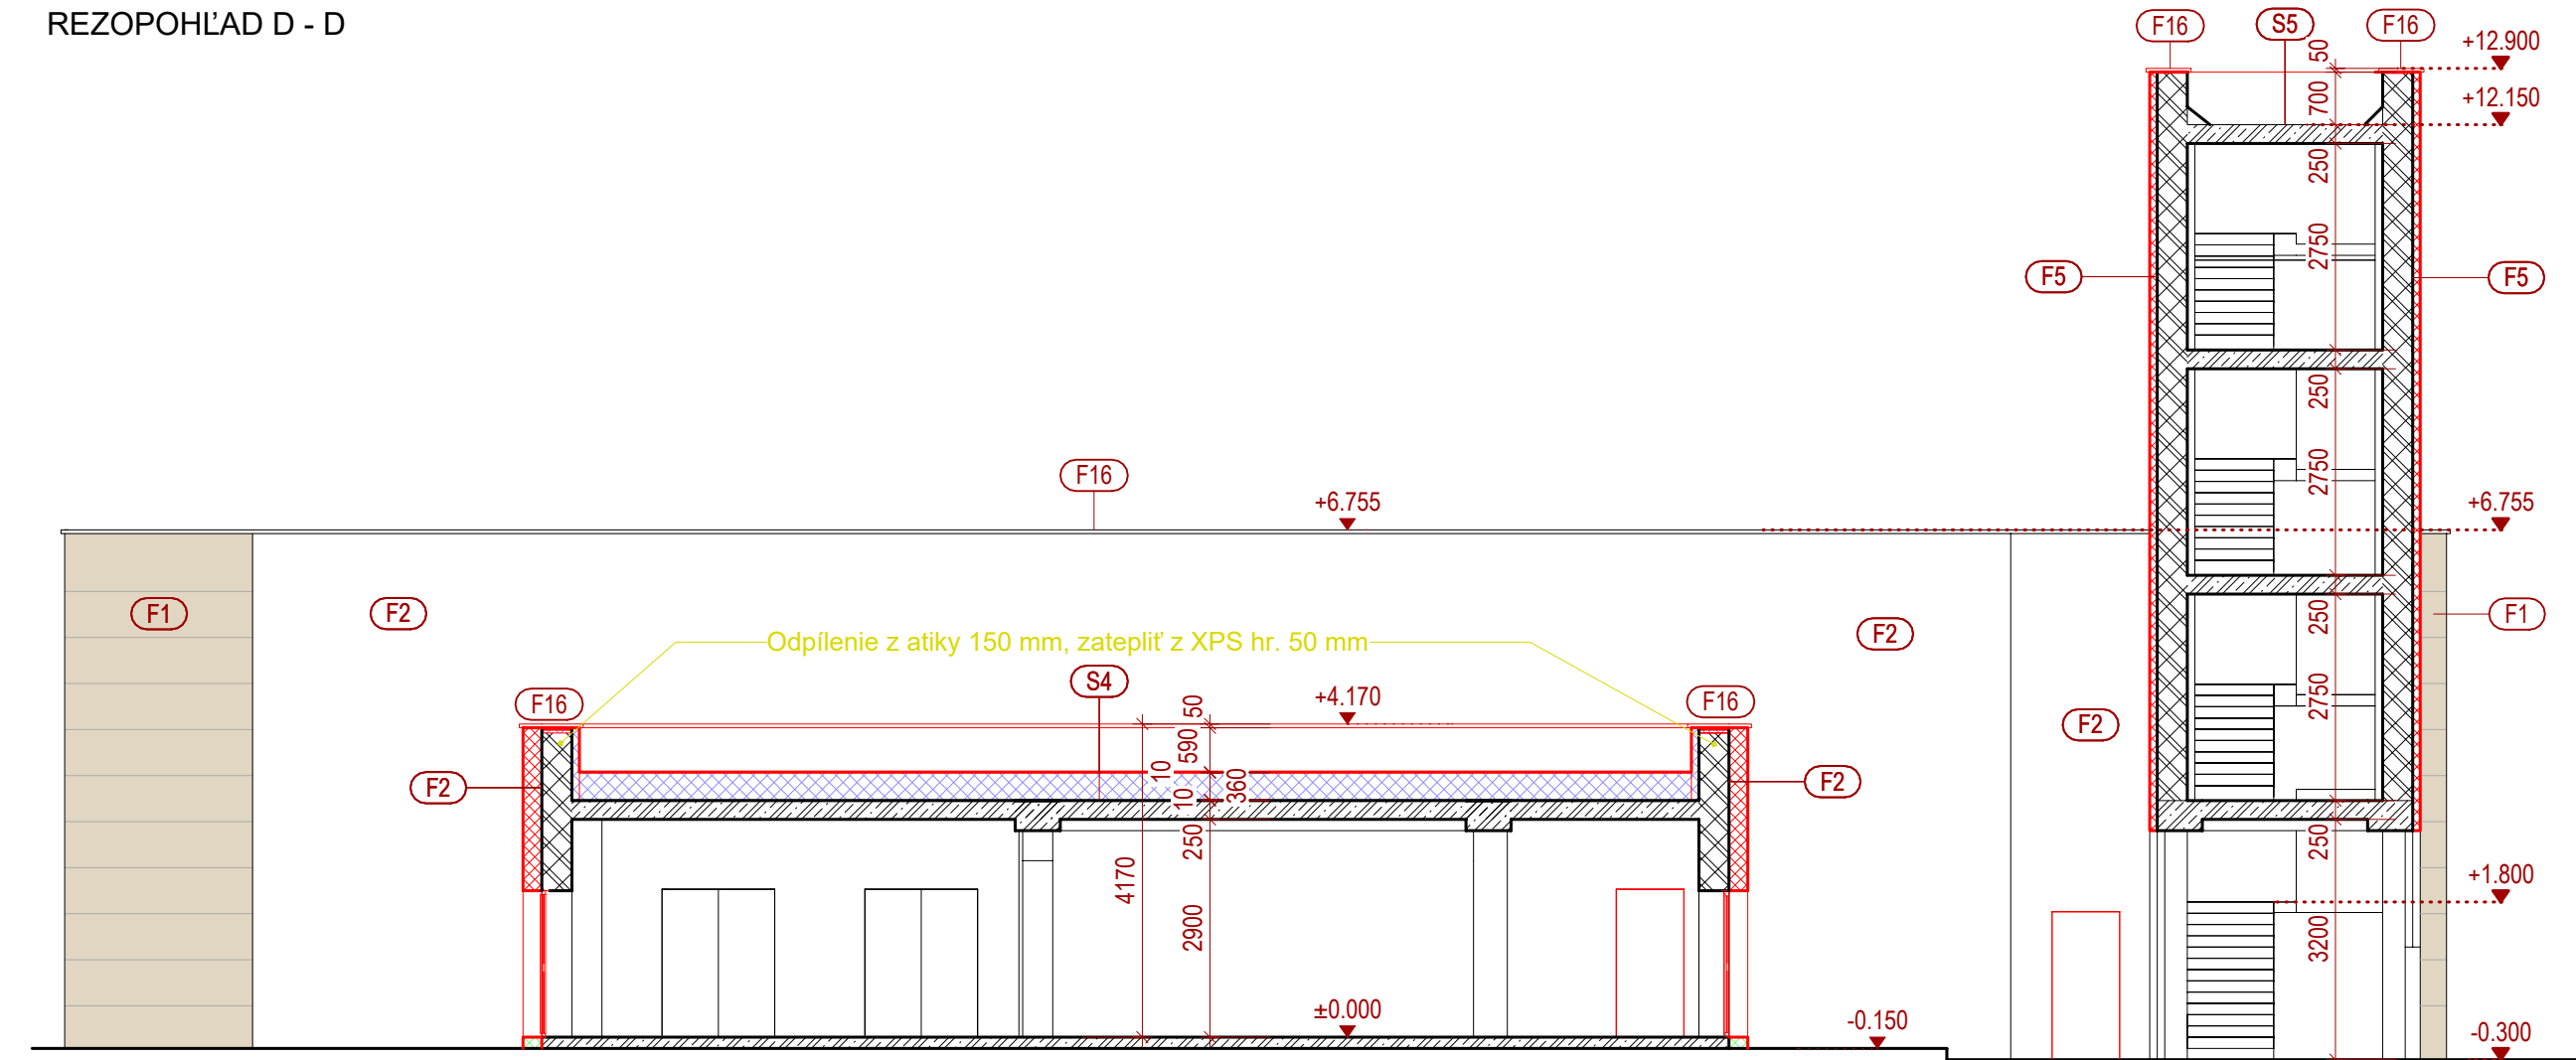 REZOPOHĽAD D - D
F16
S5
F16
+12.900
50
+12.150
700
250
F5
2750
F5
250
F16
2750
+6.755
+6.755
F1
F2
F2
F1
250
Odpílenie z atiky 150 mm, zatepliť z XPS hr. 50 mm
S4
2750
F16
+4.170
50
F16
F2
590
F2
10
360
F2
10
250
250
4170
+1.800
2900
3200
±0.000
-0.150
-0.300